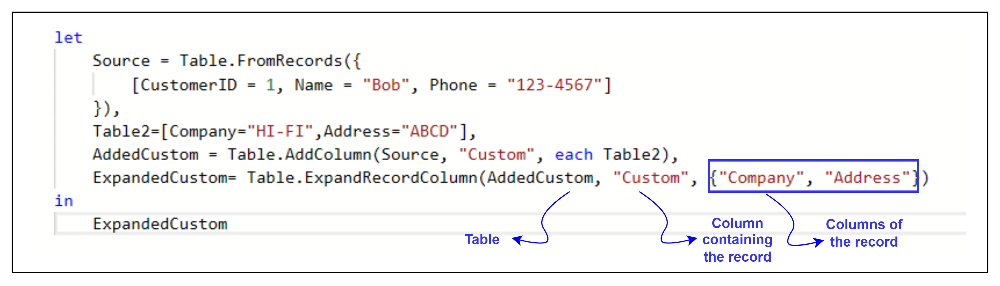 let
Source = Table.FromRecords({
[CustomerID = 1, Name = "Bob", Phone = "123-4567"]
}),
Table2=[Company="HI-FI",Address="ABCD"],
AddedCustom = Table.AddColumn(Source, "Custom", each Table2),
ExpandedCustom= Table.ExpandRecordColumn(AddedCustom, "Custom", {"Company", "Address"})
in
ExpandedCustom
Table
Column
containing
the record
Columns of
the record